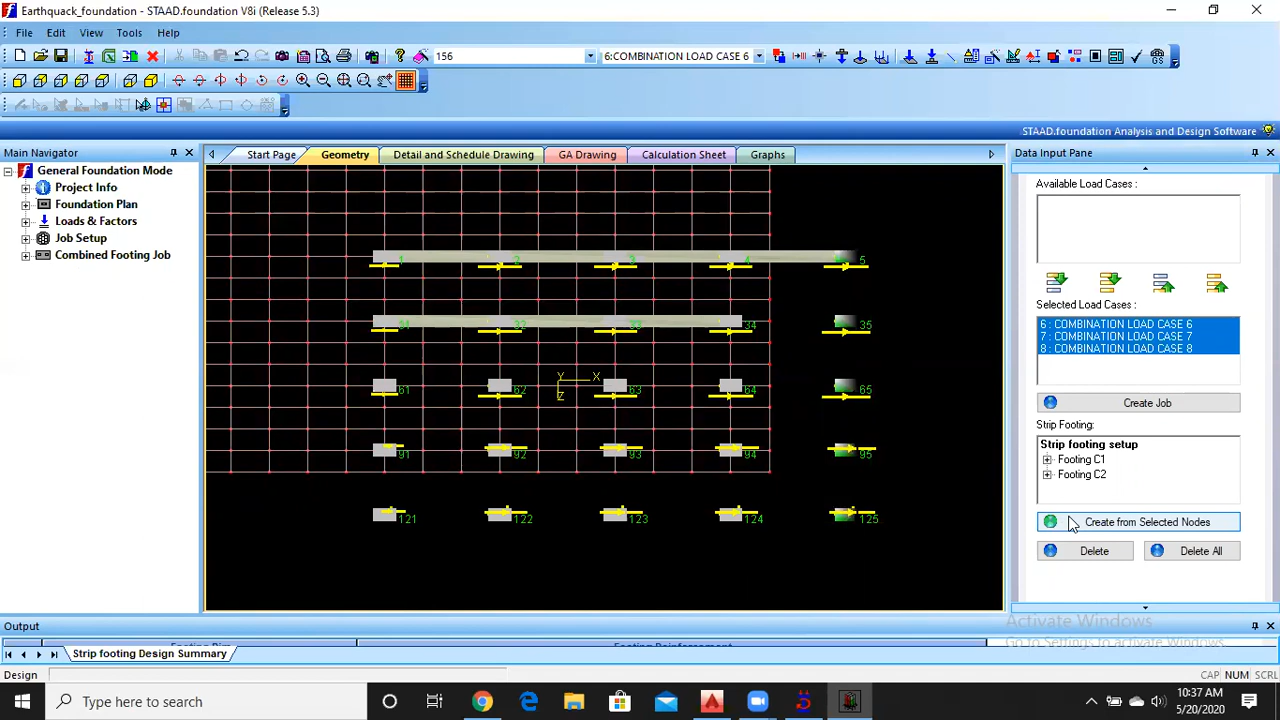 Earthquack_foundation - STAAD.foundation V8i (Release 5.3)
File Edit View Tools Help
156
6:COMBINATION LOAD CASE 6
STAAD.foundation Analysis and Design Software
Main Navigator
General Foundation Mode
Project Info
Foundation Plan
Loads & Factors
Job Setup
Combined Footing Job
Start Page
Geometry
Detail and Schedule Drawing
GA Drawing
Calculation Sheet
Graphs
1 2 3 4 5
32 34 35
Y X
Z
61 62 63 64 65
91 92 93 94 95
121 122 123 124 125
Data Input Pane
Available Load Cases :
Selected Load Cases :
6 : COMBINATION LOAD CASE 6
7 : COMBINATION LOAD CASE 7
8 : COMBINATION LOAD CASE 8
Create Job
Strip Footing:
Strip footing setup
Footing C1
Footing C2
Create from Selected Nodes
Delete
Delete All
Activate Windows
Go to Settings to activate Windows.
Output
Strip footing Design Summary
Design
CAP NUM SCRL
Type here to search
10:37 AM
5/20/2020